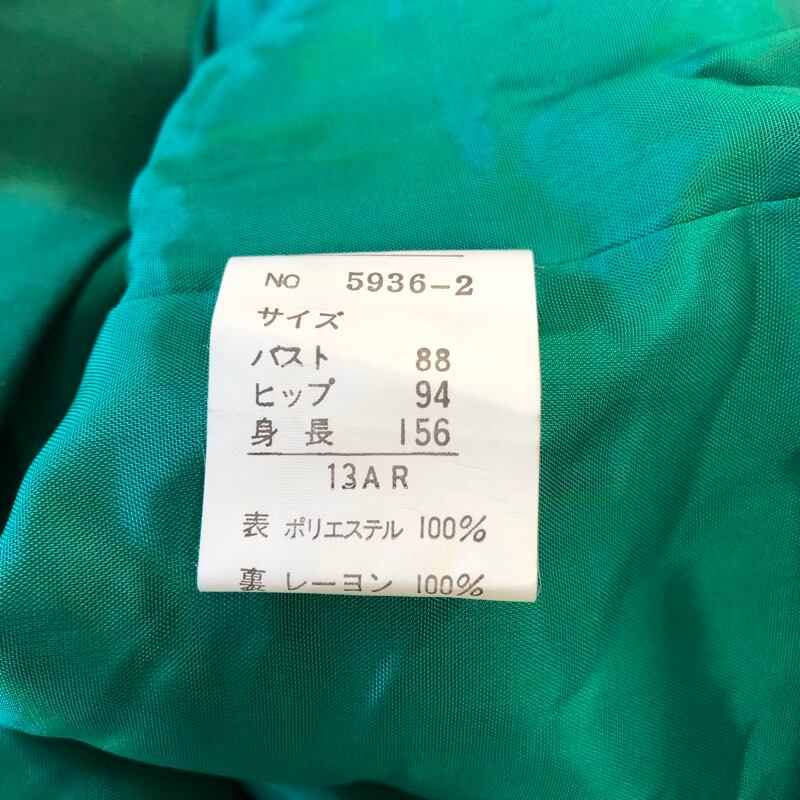 NO 5936-2
サイズ
バスト 88
ヒップ 94
身長 156
13AR
表 ポリエステル 100%
裏 レーヨン 100%